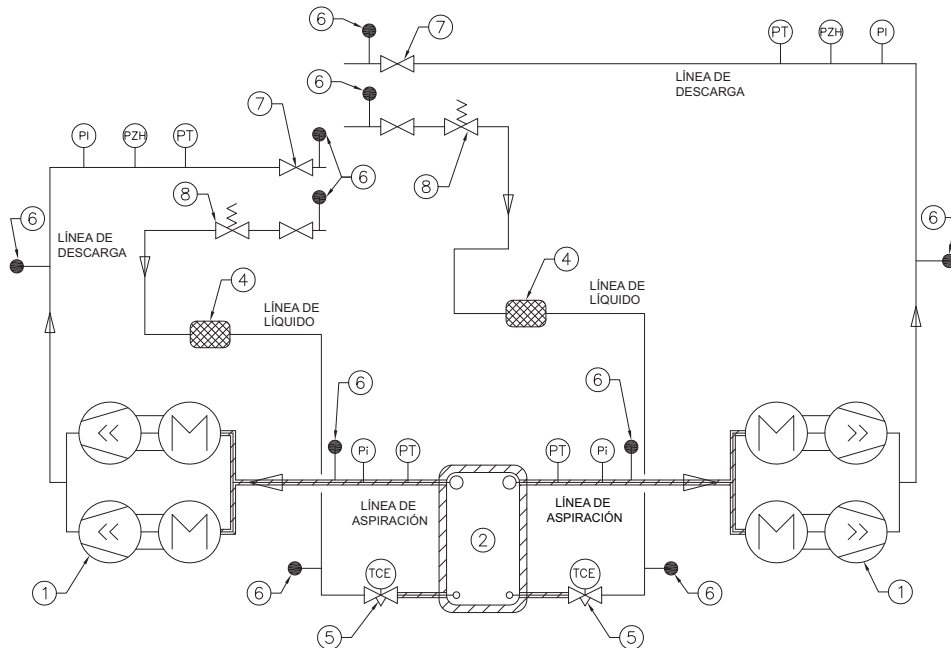 6
7
PT
PZH
PI
LÍNEA DE
DESCARGA
6
7
PI
PZH
PT
6
8
8
6
LÍNEA DE
DESCARGA
6
4
LÍNEA DE
LÍQUIDO
4
LÍNEA DE
LÍQUIDO
6
6
Pi
PT
PT
Pi
M
M
M
M
LÍNEA DE
ASPIRACIÓN
LÍNEA DE
ASPIRACIÓN
2
TCE
TCE
1
6
5
5
6
1